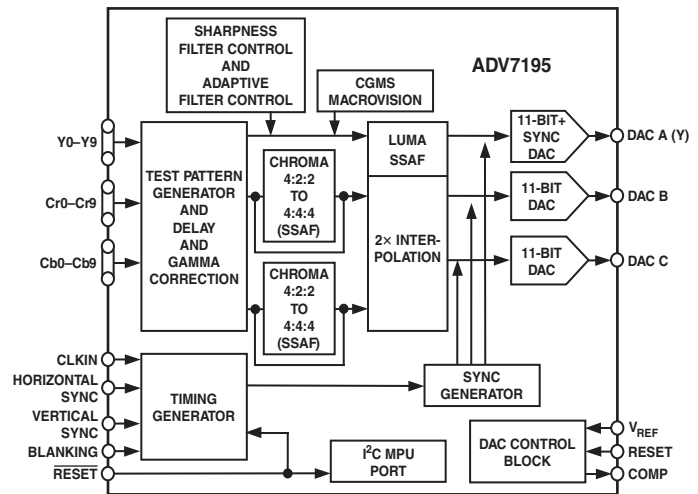 SHARPNESS
FILTER CONTROL
AND
ADAPTIVE
FILTER CONTROL
CGMS
MACROVISION
ADV7195
Y0–Y9
Cr0–Cr9
Cb0–Cb9
TEST PATTERN
GENERATOR
AND
DELAY
AND
GAMMA
CORRECTION
CHROMA
4:2:2
TO
4:4:4
(SSAF)
CHROMA
4:2:2
TO
4:4:4
(SSAF)
LUMA
SSAF
2× INTER-
POLATION
11-BIT+
SYNC
DAC
DAC A (Y)
11-BIT
DAC
DAC B
11-BIT
DAC
DAC C
CLKIN
HORIZONTAL
SYNC
VERTICAL
SYNC
BLANKING
RESET
TIMING
GENERATOR
SYNC
GENERATOR
I²C MPU
PORT
DAC CONTROL
BLOCK
VREF
RESET
COMP